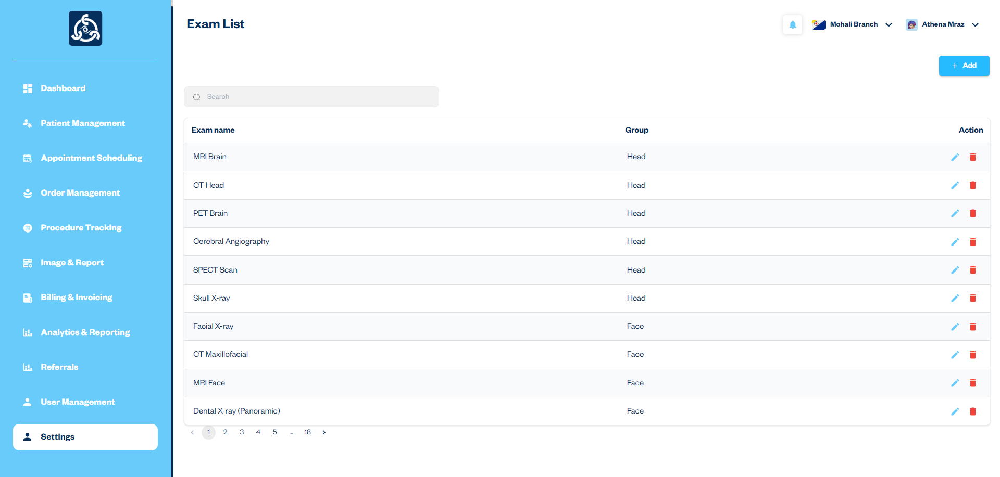 Exam List
Mohali Branch
Athena Mraz
+ Add
Dashboard
Patient Management
Appointment Scheduling
Order Management
Procedure Tracking
Image & Report
Billing & Invoicing
Analytics & Reporting
Referrals
User Management
Settings
Search
Exam name Group Action
MRI Brain Head
CT Head Head
PET Brain Head
Cerebral Angiography Head
SPECT Scan Head
Skull X-ray Head
Facial X-ray Face
CT Maxillofacial Face
MRI Face Face
Dental X-ray (Panoramic) Face
‹ 1 2 3 4 5 ... 18 ›